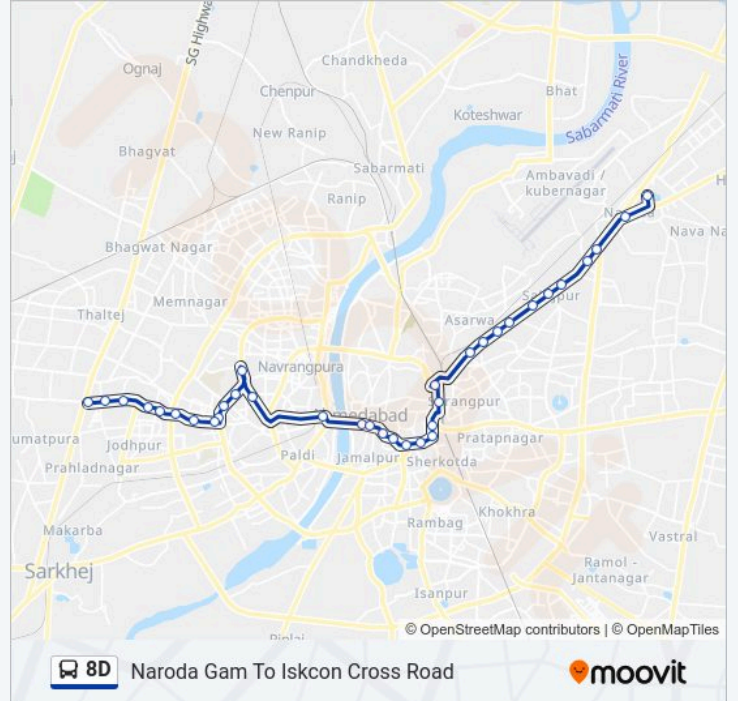 SG Highwa
Ognaj
Chandkheda
Chenpur
Bhat
Koteshwar
Sabarmati River
New Ranip
Bhagvat
Sabarmati
Ambavadi /
kubernagar
Ranip
H
Nava Na
Bhagwat Nagar
Memnagar
Thaltej
Asarwa
Navrangpura
Sarangpur
umatpura
Jodhpur
Pratapnagar
Paldi
Jamalpur
Sherkotda
Prahladnagar
Khokhra
Rambag
Makarba
Vastral
Sarkhej
Ramol -
Jantanagar
Isanpur
© OpenStreetMap contributors | © OpenMapTiles
8D Naroda Gam To Iskcon Cross Road
moovit